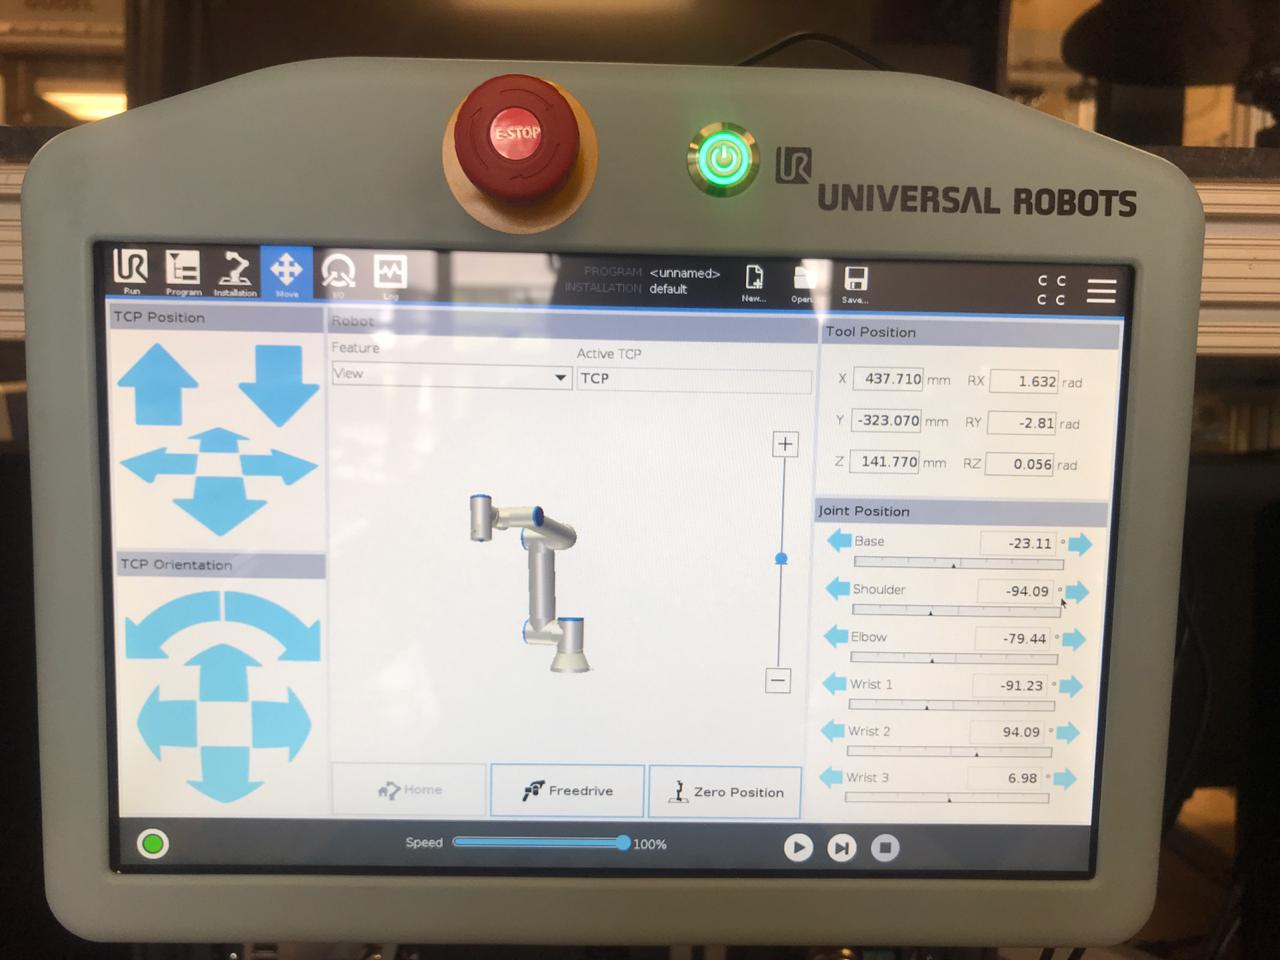 E-STOP
UR
UNIVERSAL ROBOTS
UR
Run
Program
Installation
Move
I/O
Log
PROGRAM <unnamed>
INSTALLATION default
New...
Open...
Save...
C C
C C
TCP Position
Robot
Feature
View
Active TCP
TCP
Tool Position
X 437.710 mm RX 1.632 rad
Y -323.070 mm RY -2.81 rad
Z 141.770 mm RZ 0.056 rad
Joint Position
Base -23.11 °
Shoulder -94.09 °
Elbow -79.44 °
Wrist 1 -91.23 °
Wrist 2 94.09 °
Wrist 3 6.98 °
TCP Orientation
+
−
Home
Freedrive
Zero Position
Speed 100%